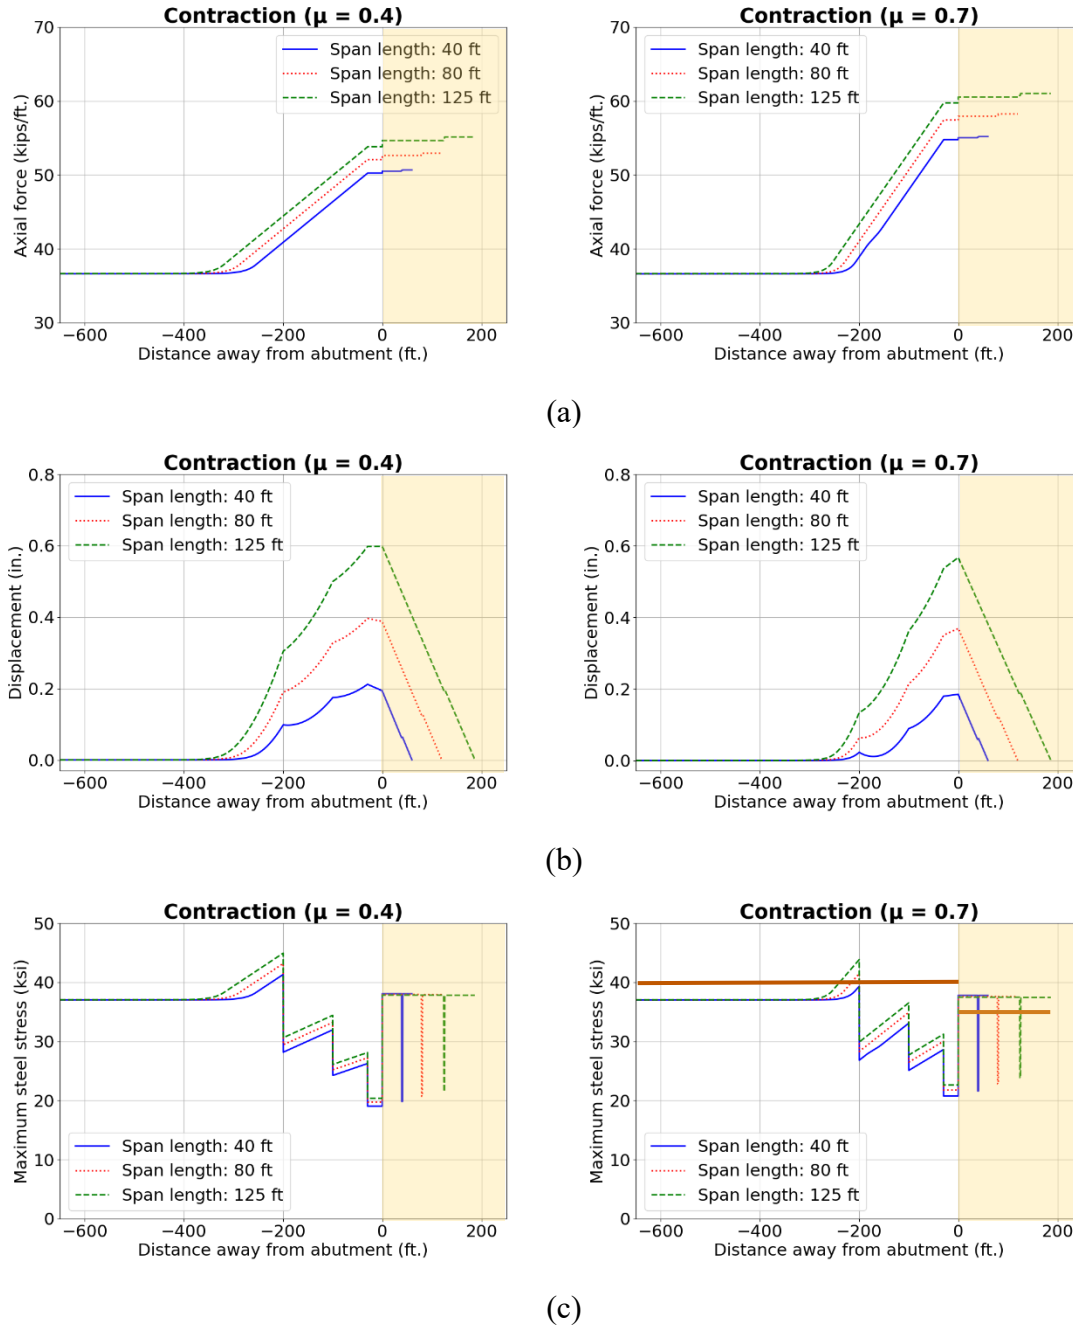 Contraction (μ = 0.4)
70
60
50
40
30
Axial force (kips/ft.)
Span length: 40 ft
Span length: 80 ft
Span length: 125 ft
−600 −400 −200 0 200
Distance away from abutment (ft.)
Contraction (μ = 0.7)
70
60
50
40
30
Axial force (kips/ft.)
Span length: 40 ft
Span length: 80 ft
Span length: 125 ft
−600 −400 −200 0 200
Distance away from abutment (ft.)
(a)
Contraction (μ = 0.4)
0.8
0.6
0.4
0.2
0.0
Displacement (in.)
Span length: 40 ft
Span length: 80 ft
Span length: 125 ft
−600 −400 −200 0 200
Distance away from abutment (ft.)
Contraction (μ = 0.7)
0.8
0.6
0.4
0.2
0.0
Displacement (in.)
Span length: 40 ft
Span length: 80 ft
Span length: 125 ft
−600 −400 −200 0 200
Distance away from abutment (ft.)
(b)
Contraction (μ = 0.4)
50
40
30
20
10
0
Maximum steel stress (ksi)
Span length: 40 ft
Span length: 80 ft
Span length: 125 ft
−600 −400 −200 0 200
Distance away from abutment (ft.)
Contraction (μ = 0.7)
50
40
30
20
10
0
Maximum steel stress (ksi)
Span length: 40 ft
Span length: 80 ft
Span length: 125 ft
−600 −400 −200 0 200
Distance away from abutment (ft.)
(c)